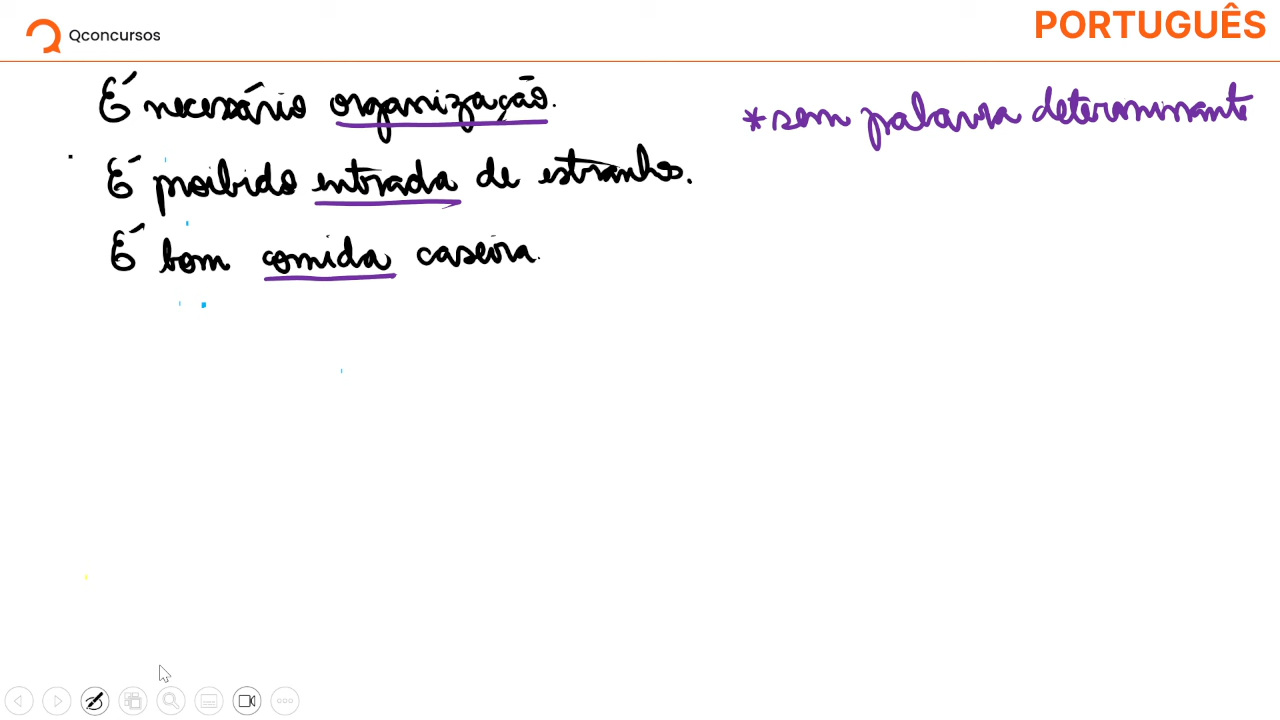 Qconcursos
PORTUGUÊS
É necessário organização.
*sem palavra determinante
É proibido entrada de estranhos.
É bom comida caseira.